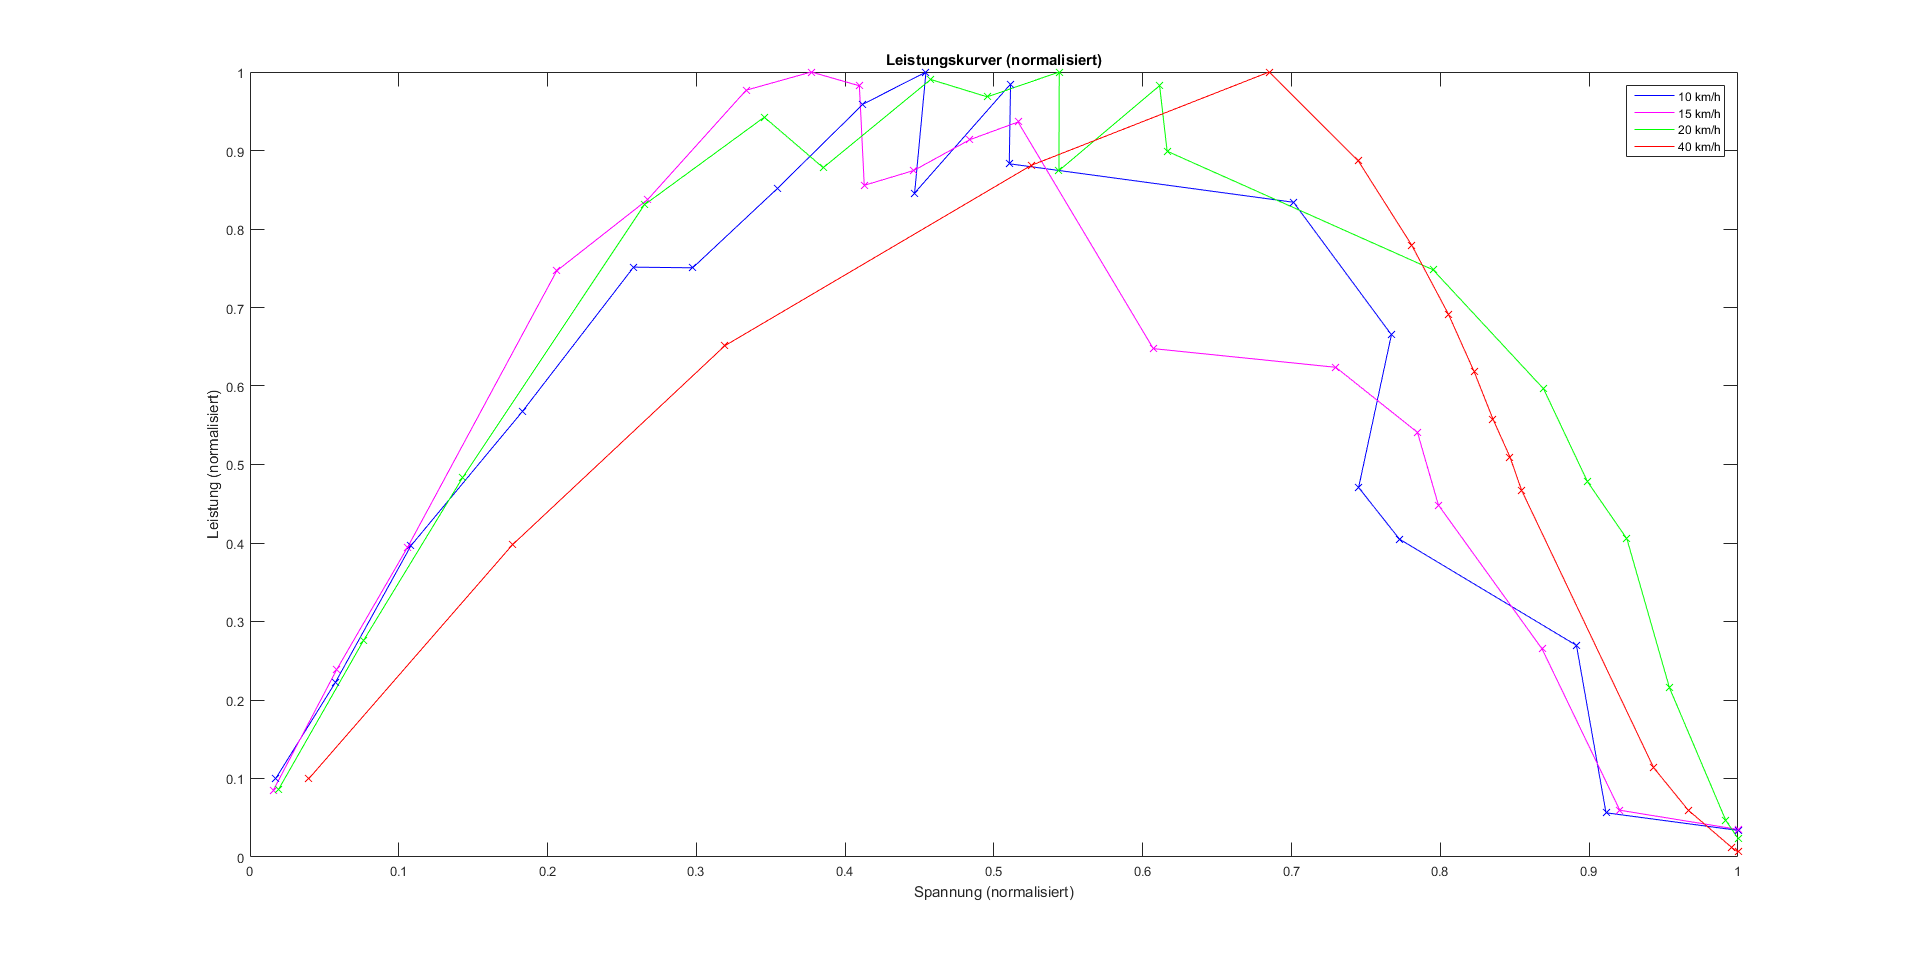 Leistungskurver (normalisiert)
10 km/h
15 km/h
20 km/h
40 km/h
Leistung (normalisiert)
1
0.9
0.8
0.7
0.6
0.5
0.4
0.3
0.2
0.1
0
0 0.1 0.2 0.3 0.4 0.5 0.6 0.7 0.8 0.9 1
Spannung (normalisiert)